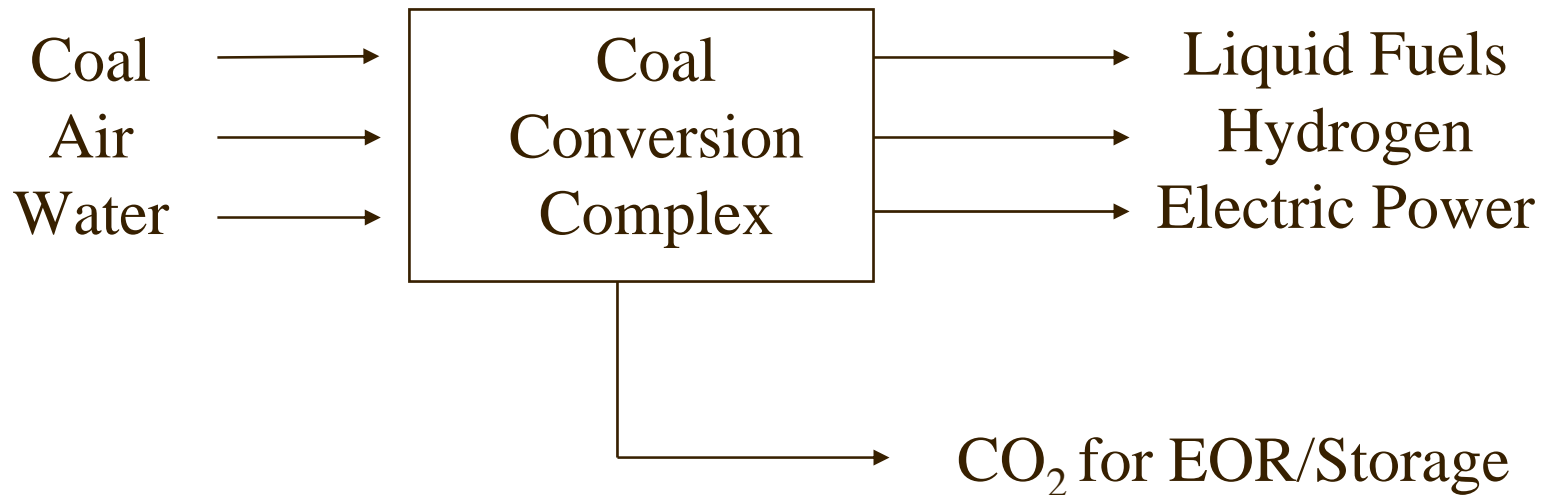 Coal
Air
Water
Coal
Conversion
Complex
Liquid Fuels
Hydrogen
Electric Power
CO₂ for EOR/Storage